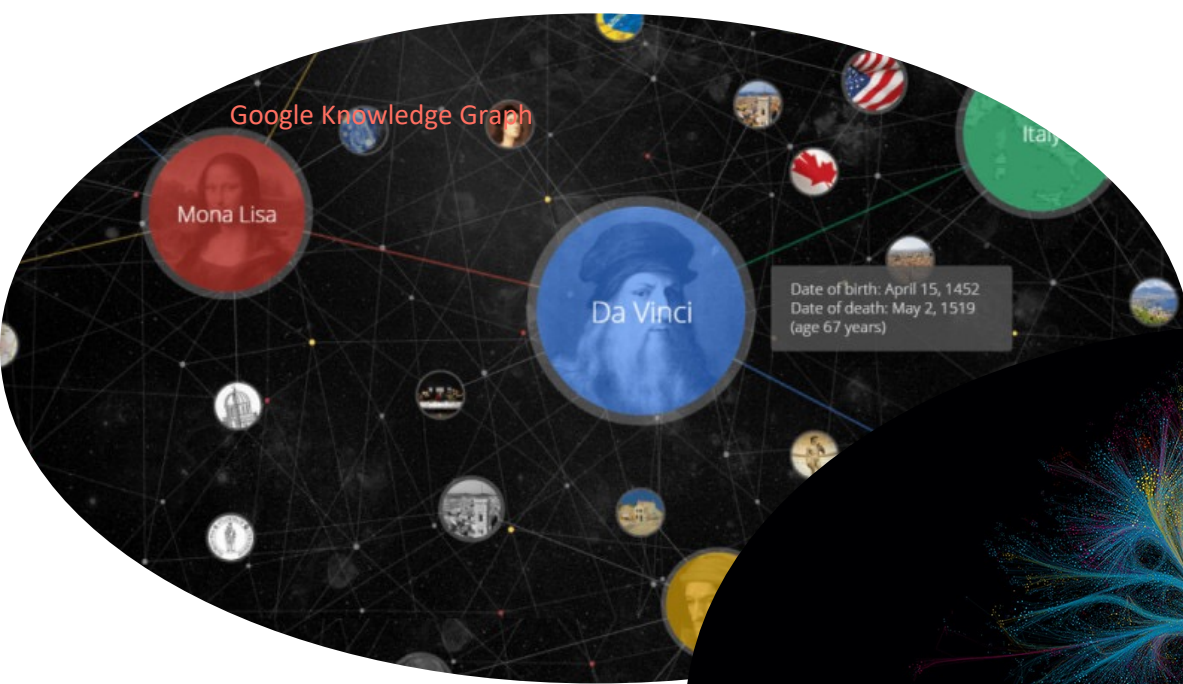 Google Knowledge Graph
Italy
Mona Lisa
Date of birth: April 15, 1452
Da Vinci
Date of death: May 2, 1519
(age 67 years)